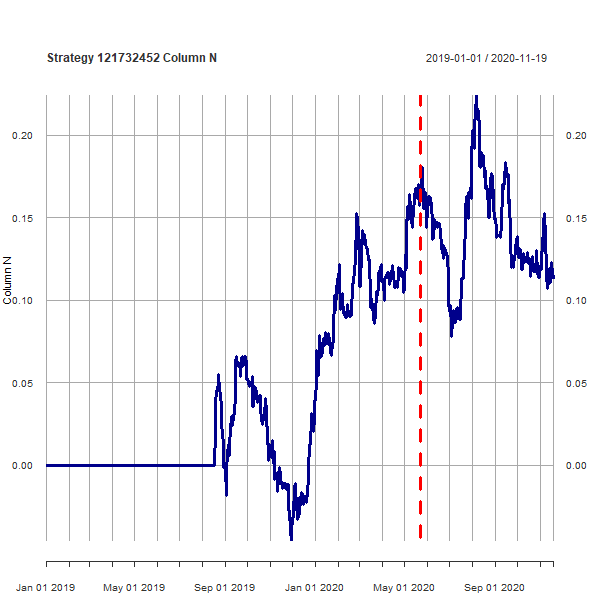 Strategy 121732452 Column N
2019-01-01 / 2020-11-19
0.20
0.20
0.15
0.15
Column N
0.10
0.10
0.05
0.05
0.00
0.00
Jan 01 2019
May 01 2019
Sep 01 2019
Jan 01 2020
May 01 2020
Sep 01 2020